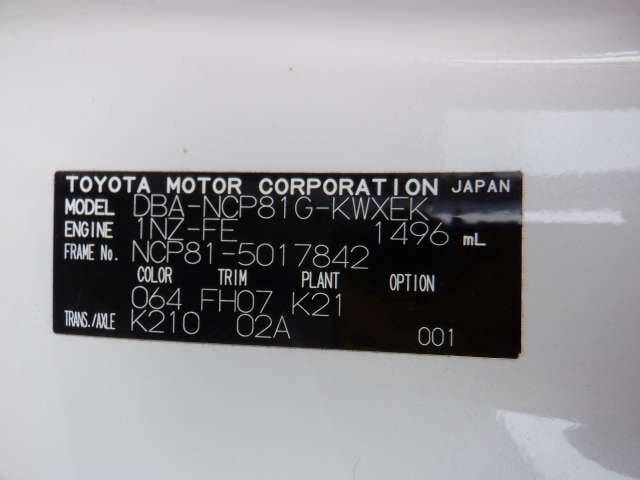 TOYOTA MOTOR CORPORATION JAPAN
MODEL DBA-NCP81G-KWXEK
ENGINE 1NZ-FE 1496 mL
FRAME No. NCP81-5017842
COLOR TRIM PLANT OPTION
064 FH07 K21
TRANS./AXLE K210 02A 001